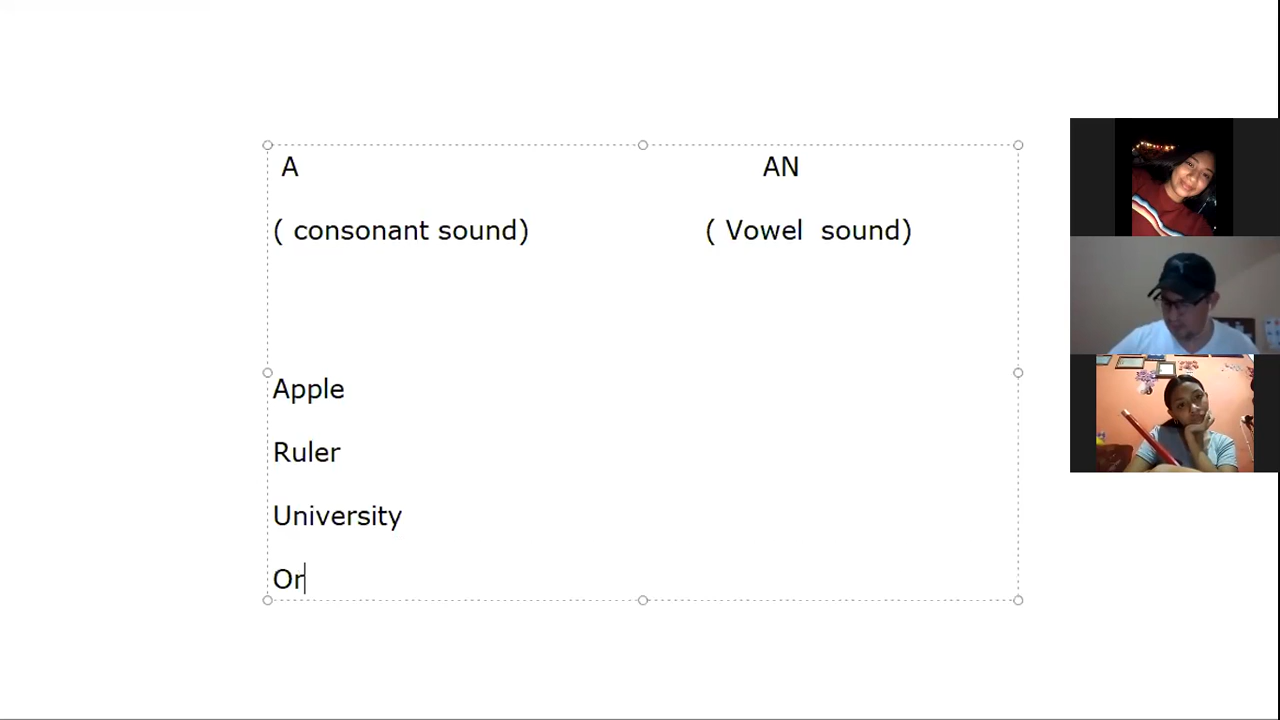 A AN
( consonant sound) ( Vowel sound)
Apple
Ruler
University
Or